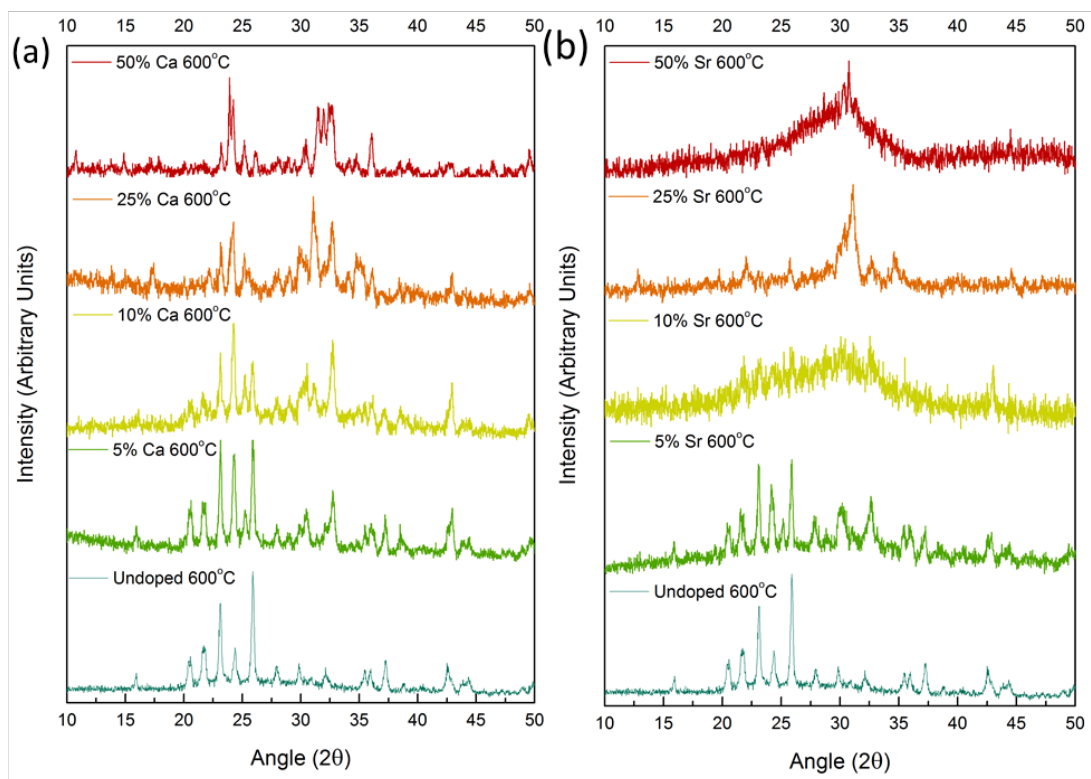 (a)
10 15 20 25 30 35 40 45 50
50% Ca 600°C
25% Ca 600°C
10% Ca 600°C
5% Ca 600°C
Undoped 600°C
Intensity (Arbitrary Units)
10 15 20 25 30 35 40 45 50
Angle (2θ)
(b)
10 15 20 25 30 35 40 45 50
50% Sr 600°C
25% Sr 600°C
10% Sr 600°C
5% Sr 600°C
Undoped 600°C
Intensity (Arbitrary Units)
10 15 20 25 30 35 40 45 50
Angle (2θ)